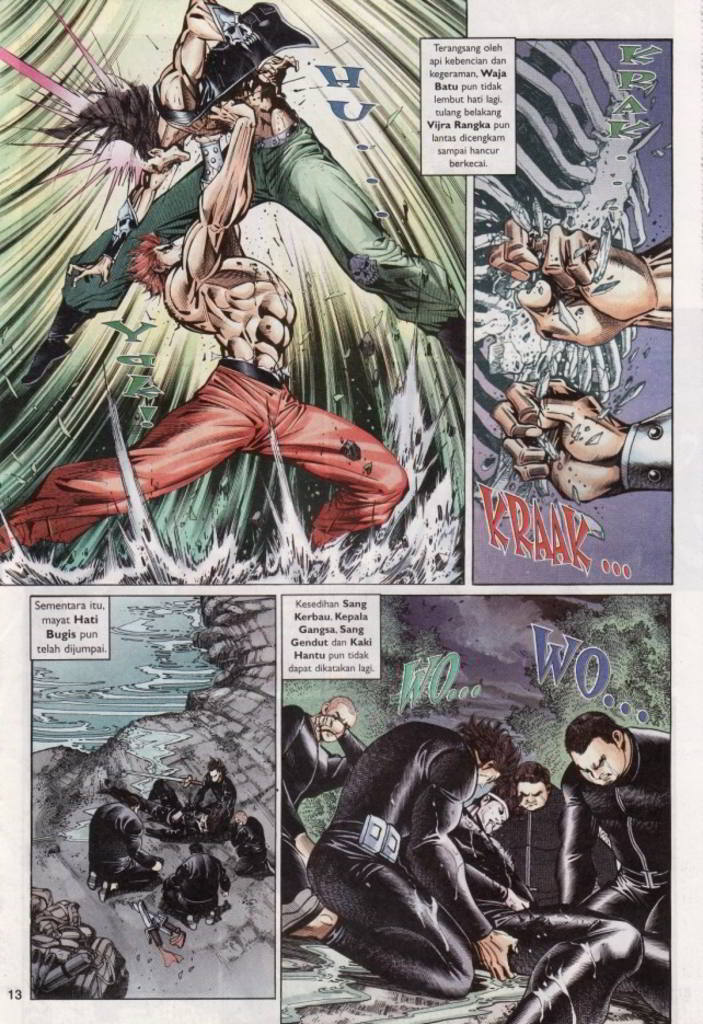 HU...
YAK!
Terangsang oleh
api kebencian dan
kegeraman, Waja
Batu pun tidak
lembut hati lagi.
tulang belakang
Vijra Rangka pun
lantas dicengkam
sampai hancur
berkecai.
KRAK...
KRAAK...
Sementara itu,
mayat Hati
Bugis pun
telah dijumpai.
Kesedihan Sang
Kerbau, Kepala
Gangsa, Sang
Gendut dan Kaki
Hantu pun tidak
dapat dikatakan lagi.
WO...
WO...
13